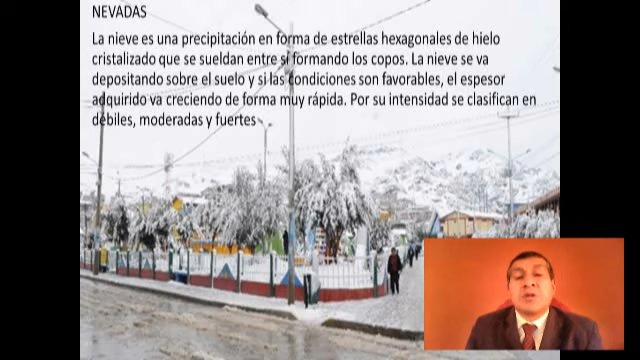 NEVADAS
La nieve es una precipitación en forma de estrellas hexagonales de hielo
cristalizado que se sueldan entre sí formando los copos. La nieve se va
depositando sobre el suelo y si las condiciones son favorables, el espesor
adquirido va creciendo de forma muy rápida. Por su intensidad se clasifican en
débiles, moderadas y fuertes